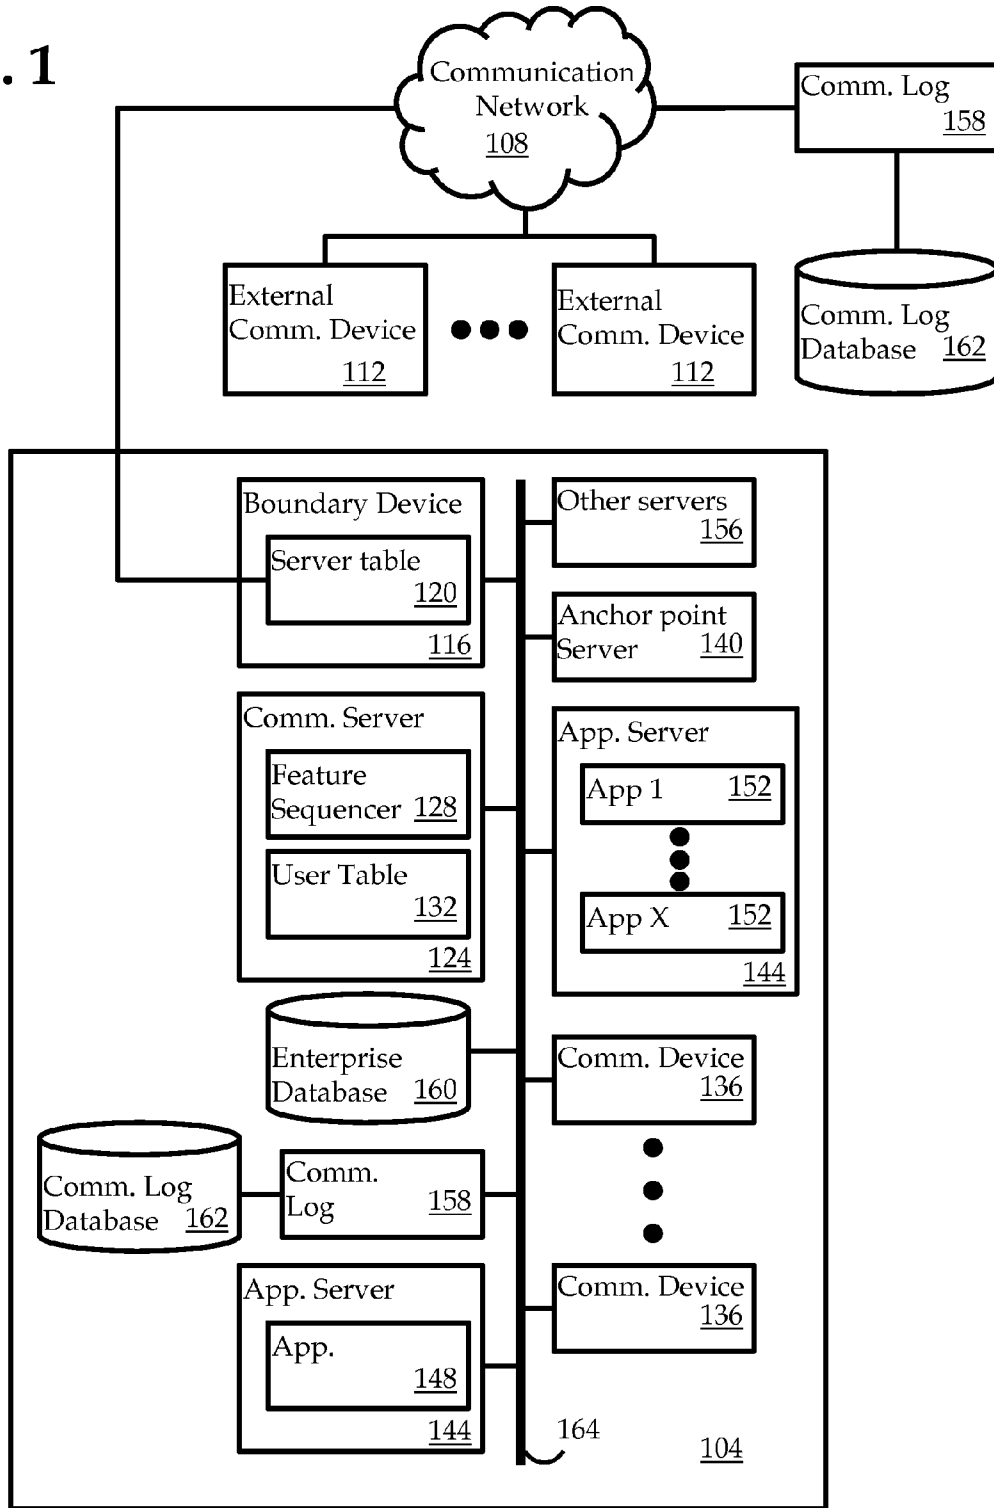 . 1
Communication
Network
108
Comm. Log
158
External
Comm. Device
112
External
Comm. Device
112
Comm. Log
Database 162
Boundary Device
Server table
120
116
Other servers
156
Anchor point
Server 140
Comm. Server
Feature
Sequencer 128
User Table
132
124
App. Server
App 1 152
App X 152
144
Enterprise
Database 160
Comm. Device
136
Comm. Log
Database 162
Comm.
Log 158
App. Server
App.
148
144
Comm. Device
136
164
104